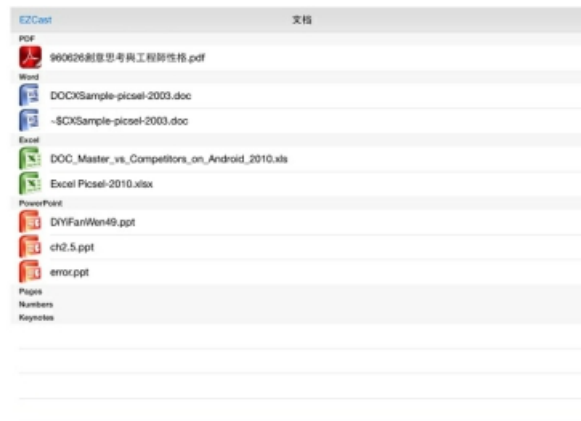 EZCast
文档
PDF
960626創意思考與工程師性格.pdf
Word
DOCXSample-picsel-2003.doc
~$CXSample-picsel-2003.doc
Excel
DOC_Master_vs_Competitors_on_Android_2010.xls
Excel Picsel-2010.xlsx
PowerPoint
DiYiFanWen49.ppt
ch2.5.ppt
error.ppt
Pages
Numbers
Keynotes